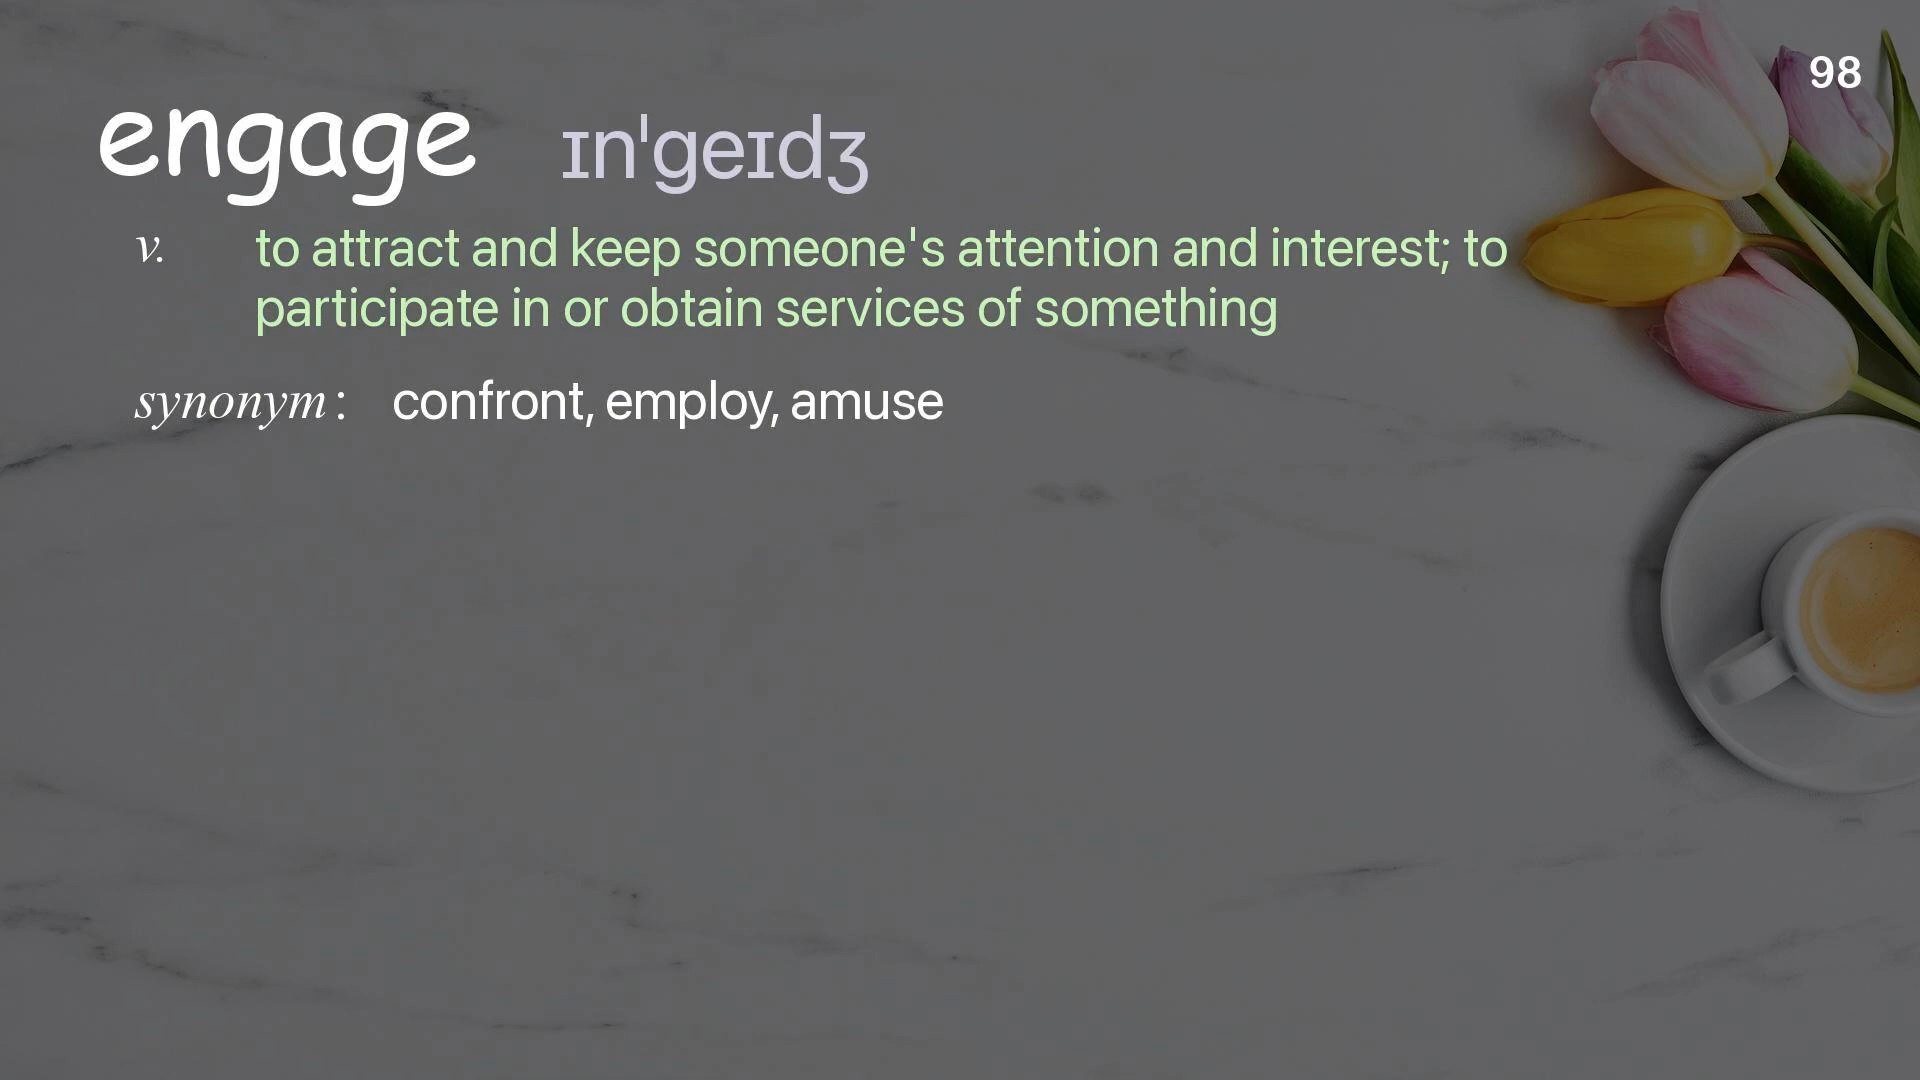 98
engage ɪnˈgeɪdʒ
v. to attract and keep someone's attention and interest; to
participate in or obtain services of something
synonym : confront, employ, amuse